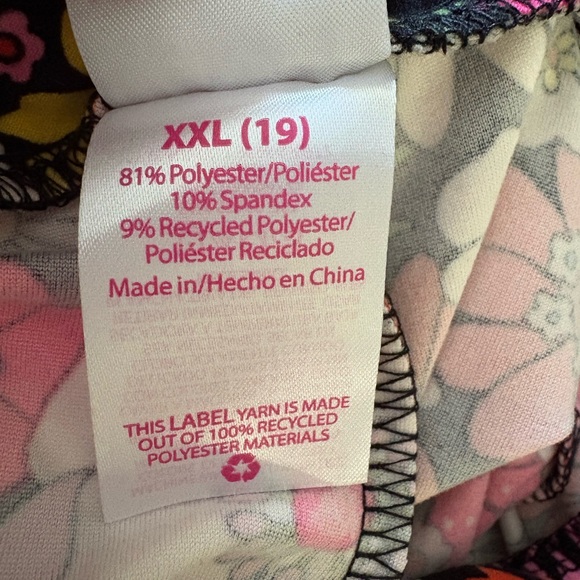 XXL (19)
81% Polyester/Poliéster
10% Spandex
9% Recycled Polyester/
Poliéster Reciclado
Made in/Hecho en China
THIS LABEL YARN IS MADE
OUT OF 100% RECYCLED
POLYESTER MATERIALS